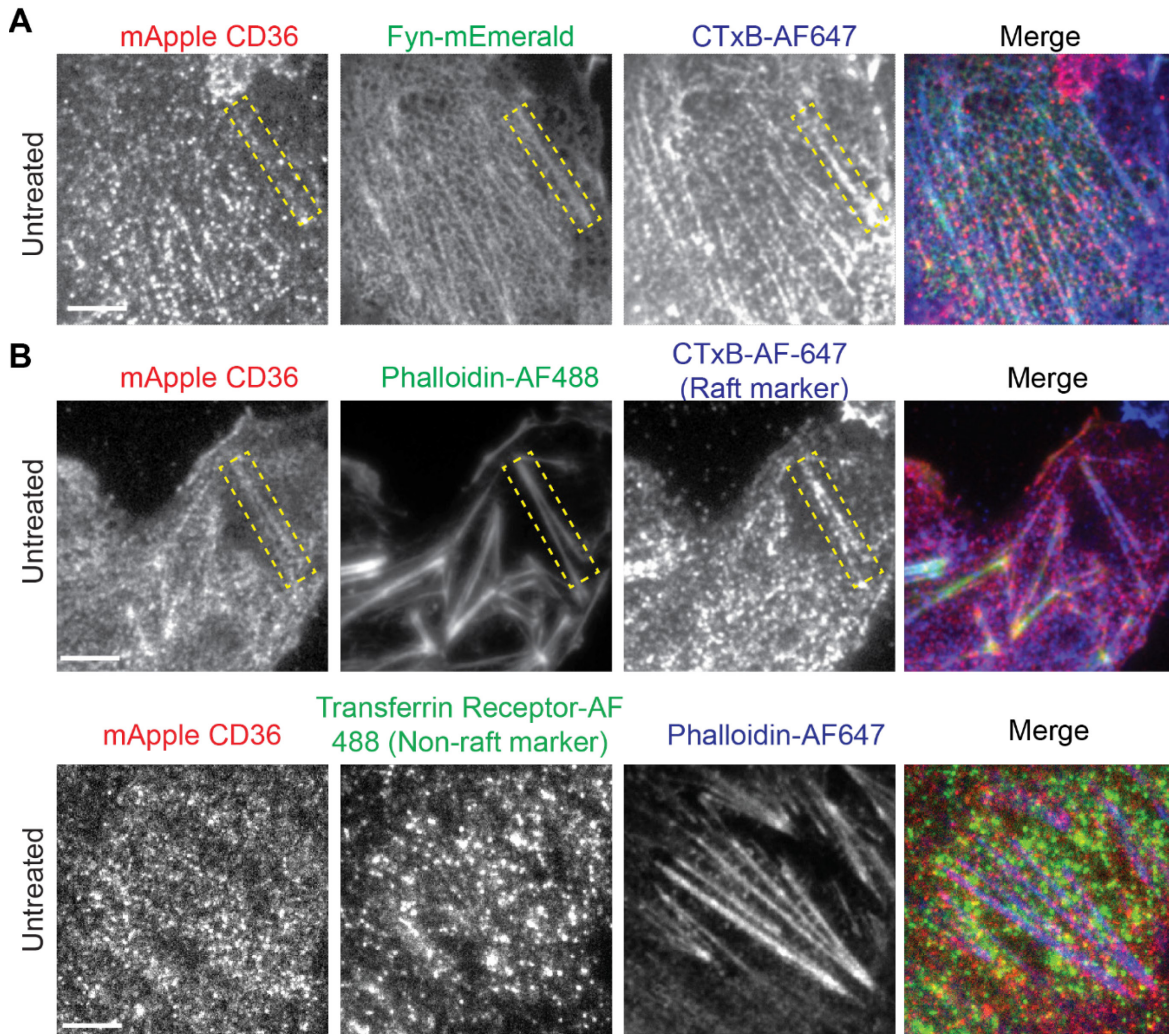 A
mApple CD36
Fyn-mEmerald
CTxB-AF647
Merge
Untreated
B
mApple CD36
Phalloidin-AF488
CTxB-AF-647
(Raft marker)
Merge
Untreated
mApple CD36
Transferrin Receptor-AF
488 (Non-raft marker)
Phalloidin-AF647
Merge
Untreated